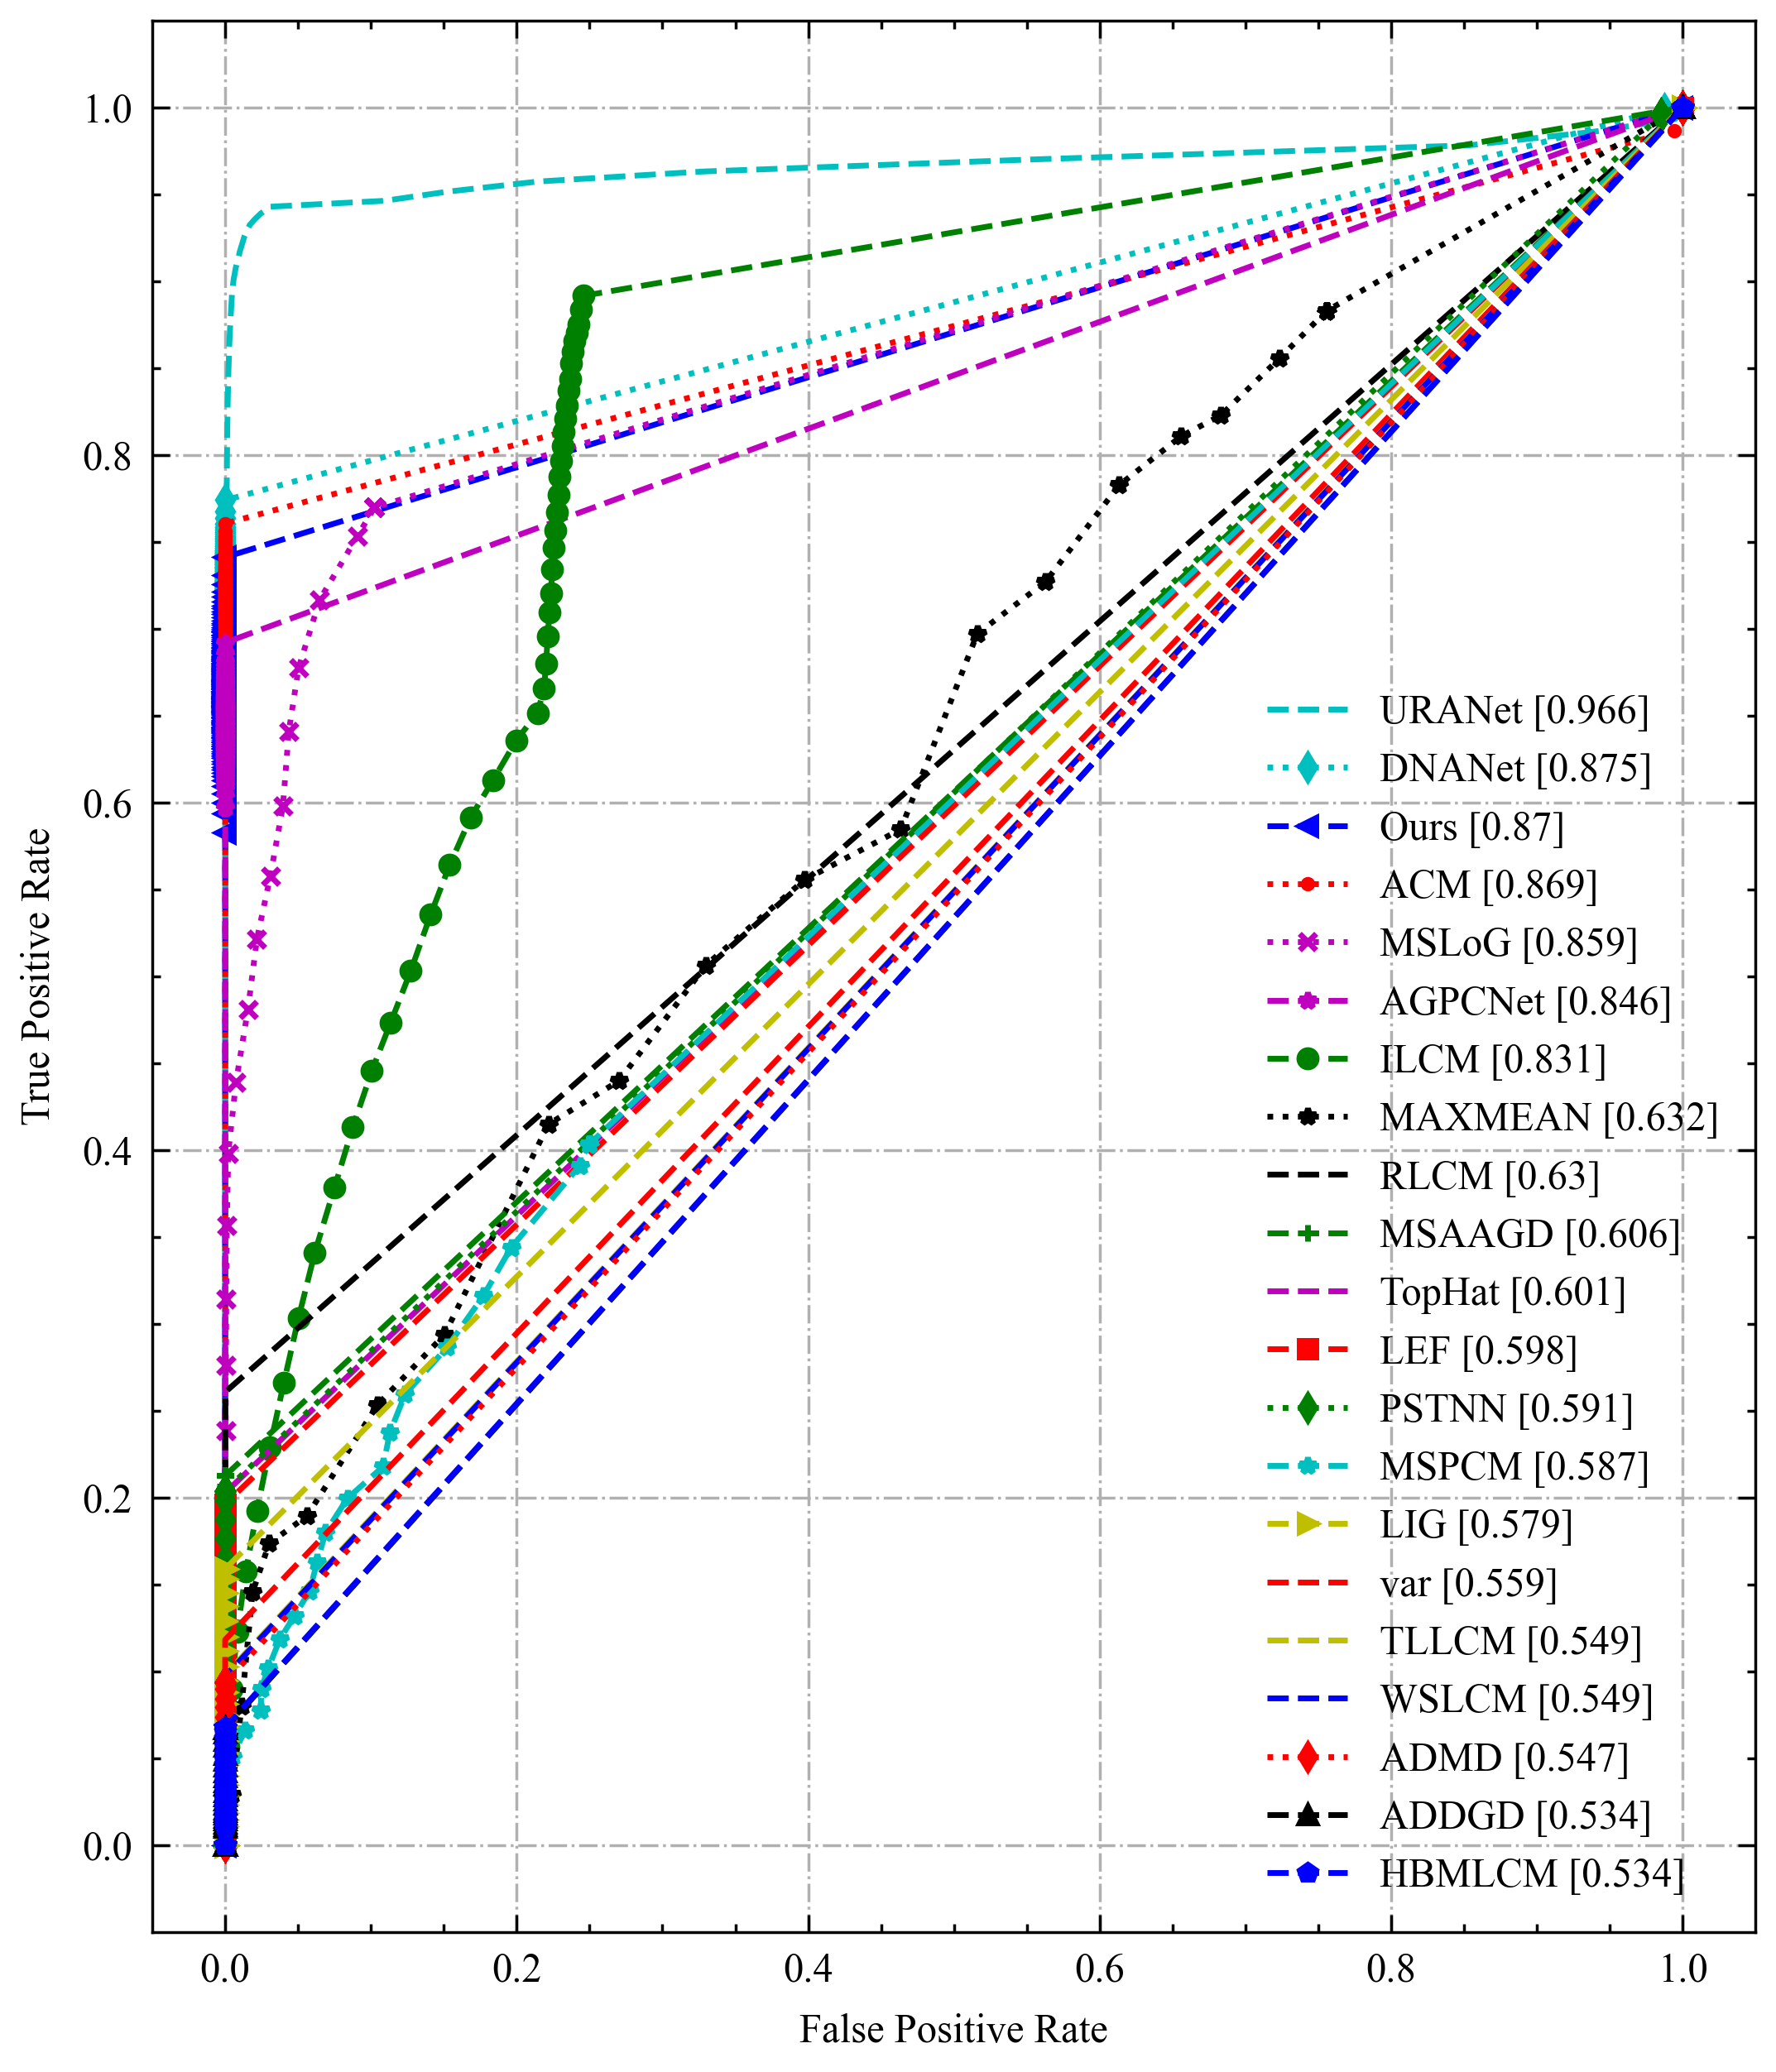 True Positive Rate
1.0
0.8
0.6
0.4
0.2
0.0
URANet [0.966]
DNANet [0.875]
Ours [0.87]
ACM [0.869]
MSLoG [0.859]
AGPCNet [0.846]
ILCM [0.831]
MAXMEAN [0.632]
RLCM [0.63]
MSAAGD [0.606]
TopHat [0.601]
LEF [0.598]
PSTNN [0.591]
MSPCM [0.587]
LIG [0.579]
var [0.559]
TLLCM [0.549]
WSLCM [0.549]
ADMD [0.547]
ADDGD [0.534]
HBMLCM [0.534]
0.0 0.2 0.4 0.6 0.8 1.0
False Positive Rate